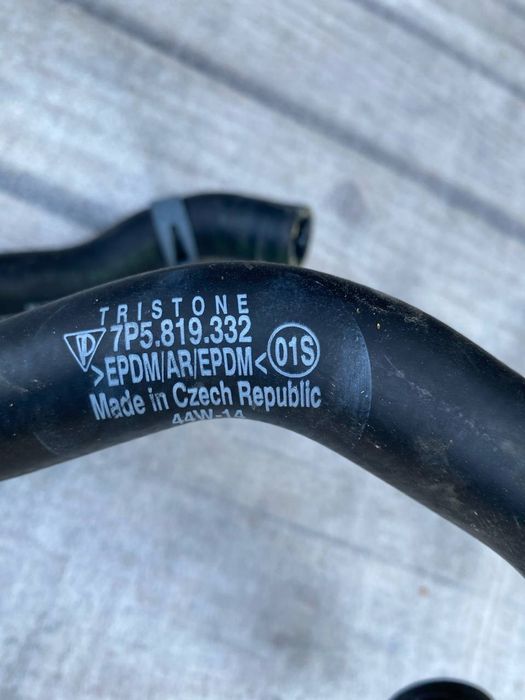 TRISTONE
7P5.819.332
>EPDM/AR/EPDM< 01S
Made in Czech Republic
44W-14